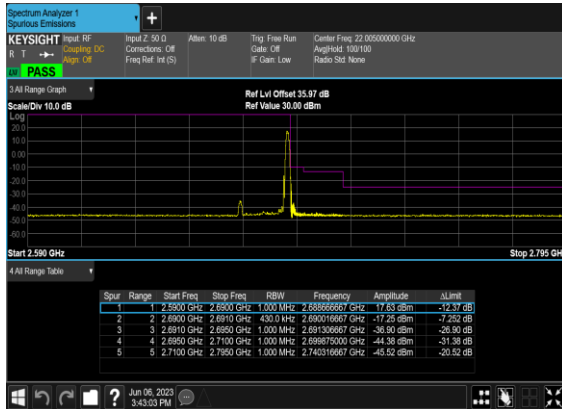 Spectrum Analyzer 1
Spurious Emissions
KEYSIGHT Input: RF Input Z: 50 Ω Atten: 10 dB Trig: Free Run Center Freq: 22.005000000 GHz
R T Coupling: DC Corrections: Off Gate: Off Avg|Hold: 100/100
Align: Off Freq Ref: Int (S) IF Gain: Low Radio Std: None
PASS
3 All Range Graph
Ref Lvl Offset 35.97 dB
Scale/Div 10.0 dB Ref Value 30.00 dBm
Log
20.0
10.0
0.00
-10.0
-20.0
-30.0
-40.0
-50.0
-60.0
Start 2.590 GHz Stop 2.795 GH
4 All Range Table
Spur Range Start Freq Stop Freq RBW Frequency Amplitude ΔLimit
1 1 2.5900 GHz 2.6900 GHz 1.000 MHz 2.688666667 GHz 17.63 dBm -12.37 dB
2 2 2.6900 GHz 2.6910 GHz 430.0 kHz 2.690016667 GHz -17.25 dBm -7.252 dB
3 3 2.6910 GHz 2.6950 GHz 1.000 MHz 2.691306667 GHz -36.90 dBm -26.90 dB
4 4 2.6950 GHz 2.7100 GHz 1.000 MHz 2.699875000 GHz -44.38 dBm -31.38 dB
5 5 2.7100 GHz 2.7950 GHz 1.000 MHz 2.740316667 GHz -45.52 dBm -20.52 dB
Jun 06, 2023
3:43:03 PM